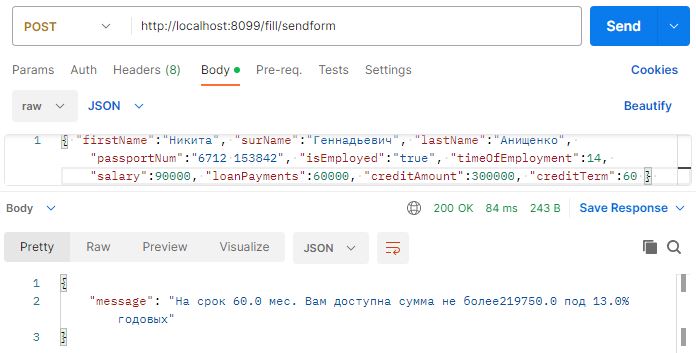 POST http://localhost:8099/fill/sendform Send
Params Auth Headers (8) Body Pre-req. Tests Settings Cookies
raw JSON Beautify
1 { "firstName":"Никита", "surName":"Геннадьевич", "lastName":"Анищенко",
"passportNum":"6712 153842", "isEmployed":"true", "timeOfEmployment":14,
"salary":90000, "loanPayments":60000, "creditAmount":300000, "creditTerm":60 }
Body 200 OK 84 ms 243 B Save Response
Pretty Raw Preview Visualize JSON
1 {
2 "message": "На срок 60.0 мес. Вам доступна сумма не более219750.0 под 13.0%
годовых"
3 }